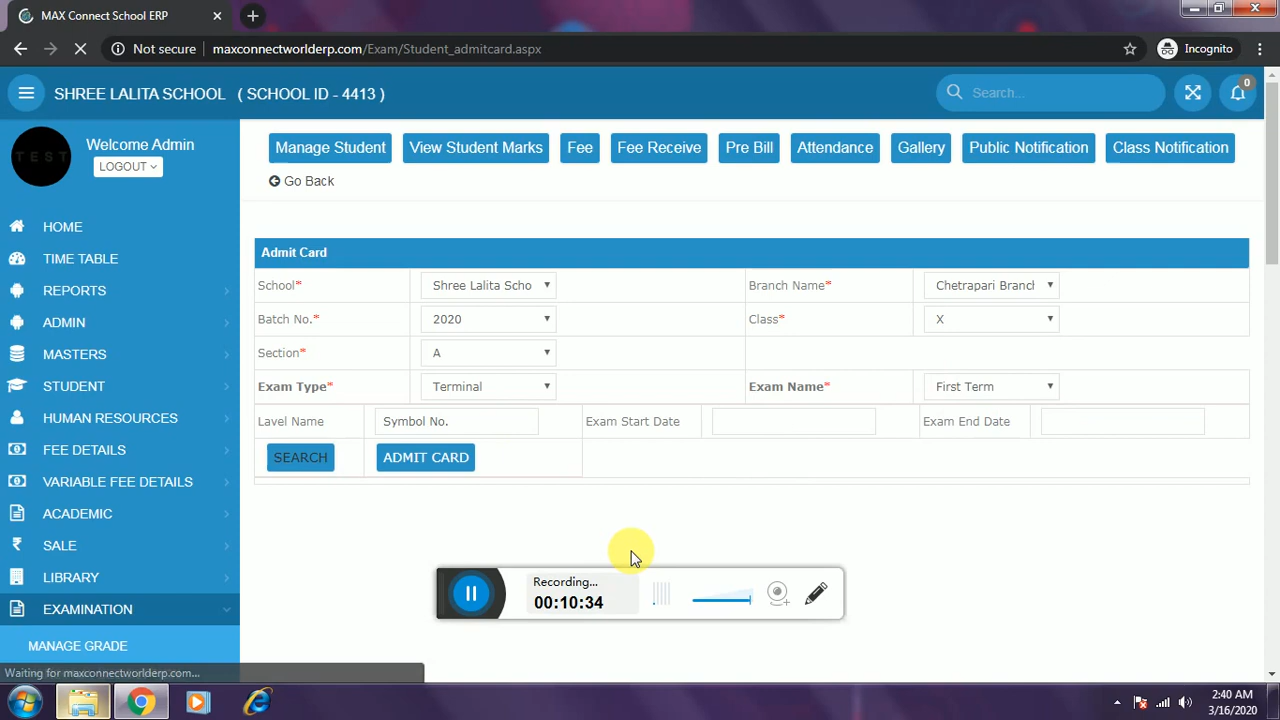 MAX Connect School ERP
Not secure maxconnectworlderp.com/Exam/Student_admitcard.aspx Incognito
SHREE LALITA SCHOOL ( SCHOOL ID - 4413 ) Search... 0
TEST
Welcome Admin
LOGOUT
Manage Student View Student Marks Fee Fee Receive Pre Bill Attendance Gallery Public Notification Class Notification
Go Back
HOME
TIME TABLE
REPORTS
ADMIN
MASTERS
STUDENT
HUMAN RESOURCES
FEE DETAILS
VARIABLE FEE DETAILS
ACADEMIC
SALE
LIBRARY
EXAMINATION
MANAGE GRADE
Admit Card
School* Shree Lalita Scho Branch Name* Chetrapari Branch
Batch No.* 2020 Class* X
Section* A
Exam Type* Terminal Exam Name* First Term
Lavel Name Symbol No. Exam Start Date Exam End Date
SEARCH ADMIT CARD
Recording...
00:10:34
Waiting for maxconnectworlderp.com...
2:40 AM
3/16/2020